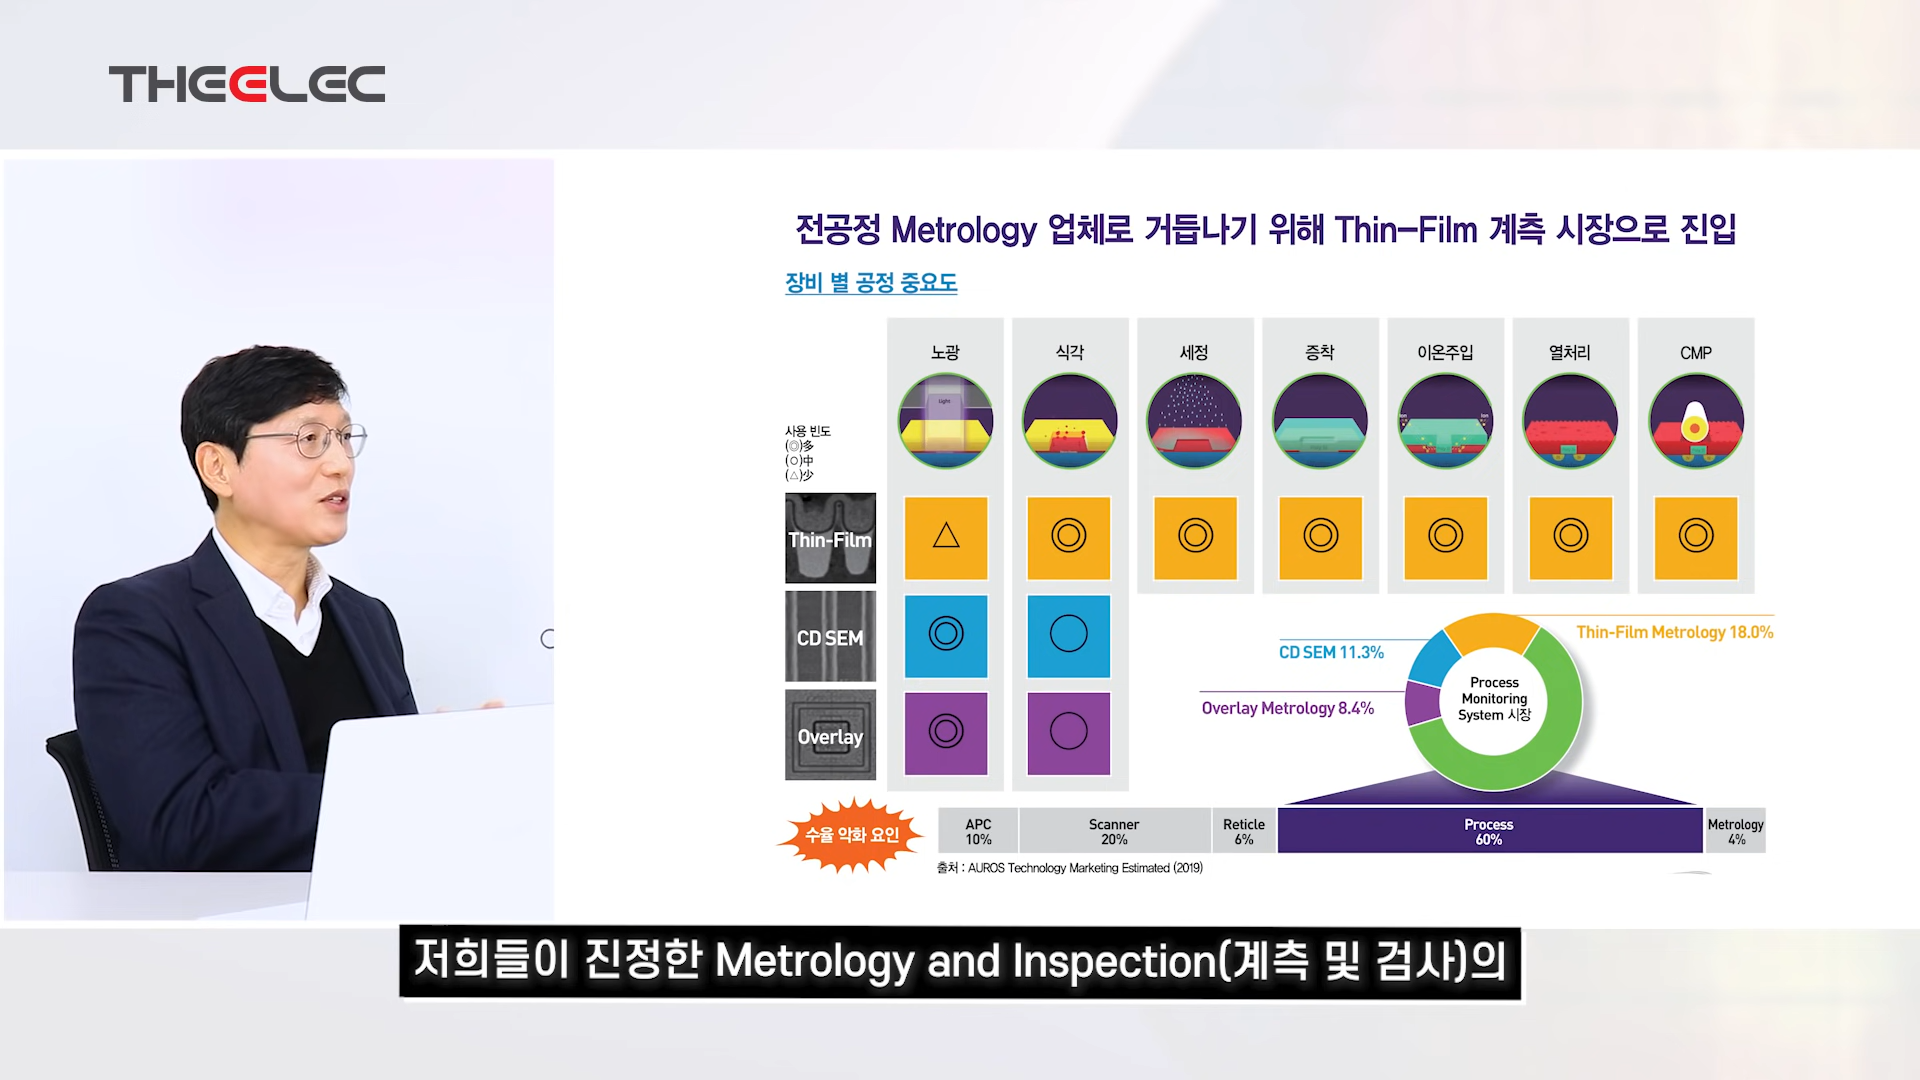 THEELEC
전공정 Metrology 업체로 거듭나기 위해 Thin-Film 계측 시장으로 진입
장비 별 공정 중요도
노광
식각
세정
증착
이온주입
열처리
CMP
Light
Ion
Ion
사용 빈도
(◎)多
(O)中
(△)少
Thin-Film
CD SEM
Overlay
Thin-Film Metrology 18.0%
CD SEM 11.3%
Overlay Metrology 8.4%
Process
Monitoring
System 시장
수율 악화 요인
APC
10%
Scanner
20%
Reticle
6%
Process
60%
Metrology
4%
출처 : AUROS Technology Marketing Estimated (2019)
저희들이 진정한 Metrology and Inspection(계측 및 검사)의